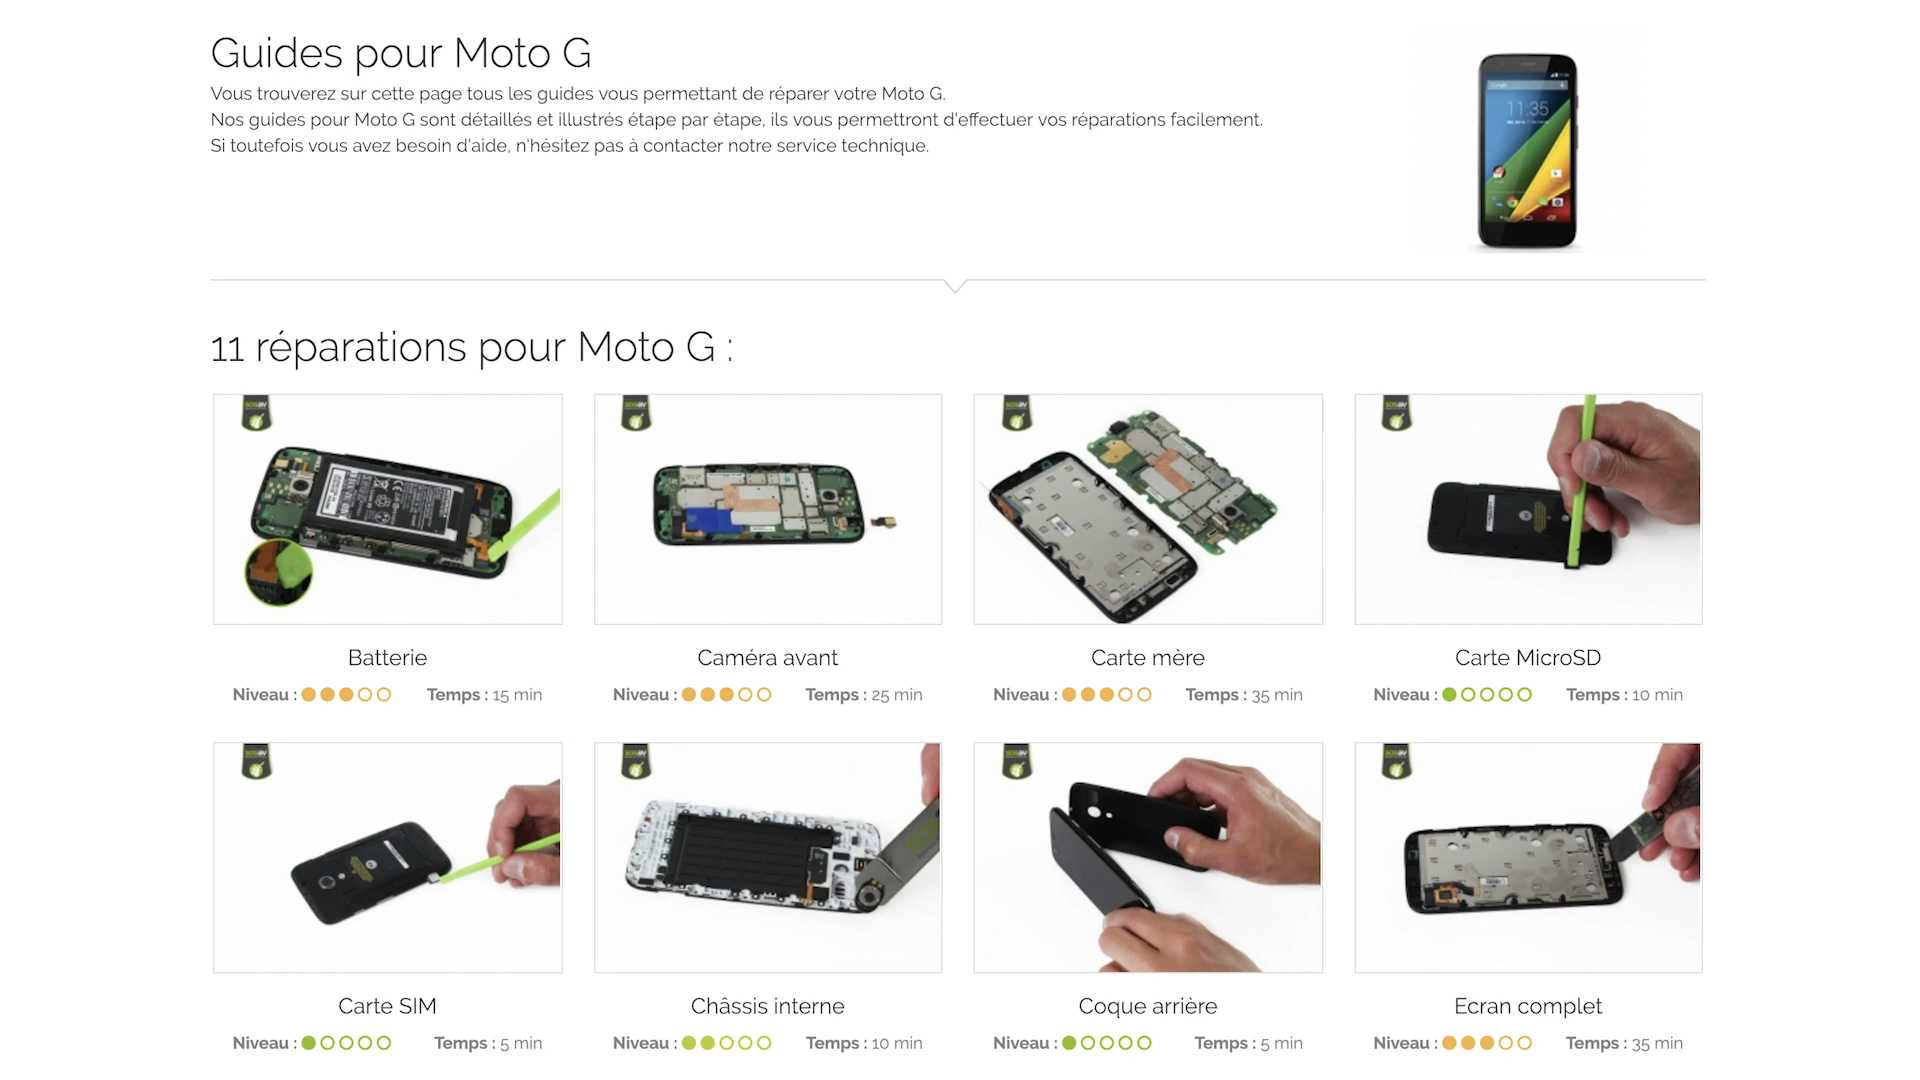 Guides pour Moto G
Vous trouverez sur cette page tous les guides vous permettant de réparer votre Moto G.
Nos guides pour Moto G sont détaillés et illustrés étape par étape, ils vous permettront d'effectuer vos réparations facilement.
Si toutefois vous avez besoin d'aide, n'hésitez pas à contacter notre service technique.
11:35
11 réparations pour Moto G :
Batterie
Caméra avant
Carte mère
Carte MicroSD
Niveau : Temps : 15 min
Niveau : Temps : 25 min
Niveau : Temps : 35 min
Niveau : Temps : 10 min
Carte SIM
Châssis interne
Coque arrière
Ecran complet
Niveau : Temps : 5 min
Niveau : Temps : 10 min
Niveau : Temps : 5 min
Niveau : Temps : 35 min